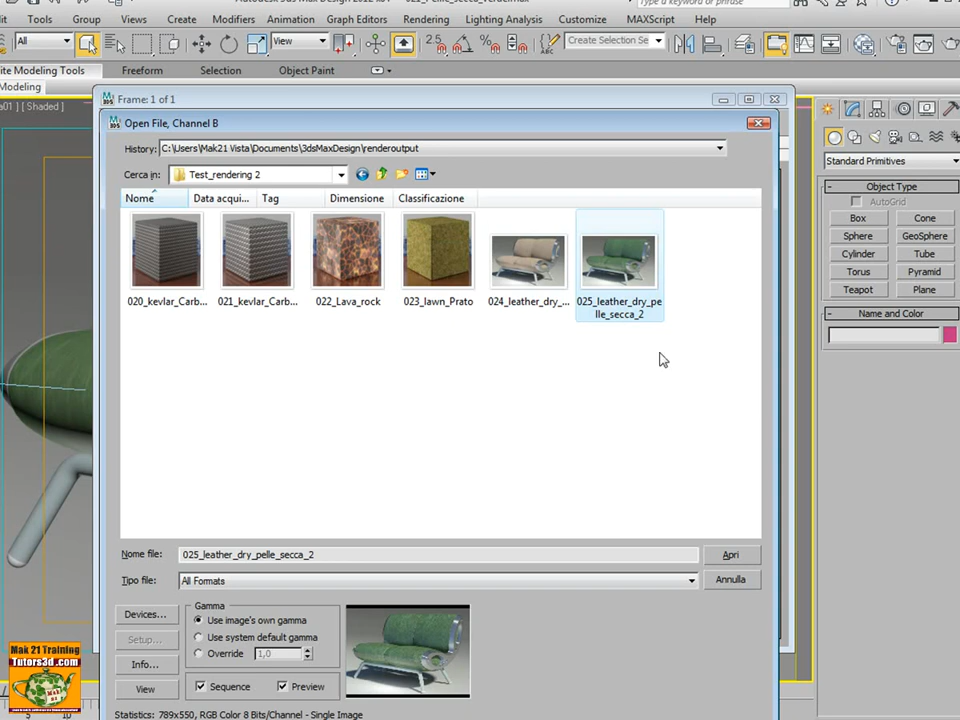 Tools Group Views Create Modifiers Animation Graph Editors Rendering Lighting Analysis Customize MAXScript Help
All View 2.5 Create Selection Se
ite Modeling Tools Freeform Selection Object Paint
Modeling
a01 ] [ Shaded ]
Frame: 1 of 1
Open File, Channel B
History: C:\Users\Mak21 Vista\Documents\3dsMaxDesign\renderoutput
Cerca in: Test_rendering 2
Nome Data acqui... Tag Dimensione Classificazione
020_kevlar_Carb... 021_kevlar_Carb... 022_Lava_rock 023_lawn_Prato 024_leather_dry_... 025_leather_dry_pe
lle_secca_2
Nome file: 025_leather_dry_pelle_secca_2 Apri
Tipo file: All Formats Annulla
Devices...
Setup...
Info...
View
Gamma
Use image's own gamma
Use system default gamma
Override 1,0
Sequence Preview
Statistics: 789x550, RGB Color 8 Bits/Channel - Single Image
Standard Primitives
- Object Type
AutoGrid
Box Cone
Sphere GeoSphere
Cylinder Tube
Torus Pyramid
Teapot Plane
- Name and Color
Mak 21 Training
Tutors3d.com